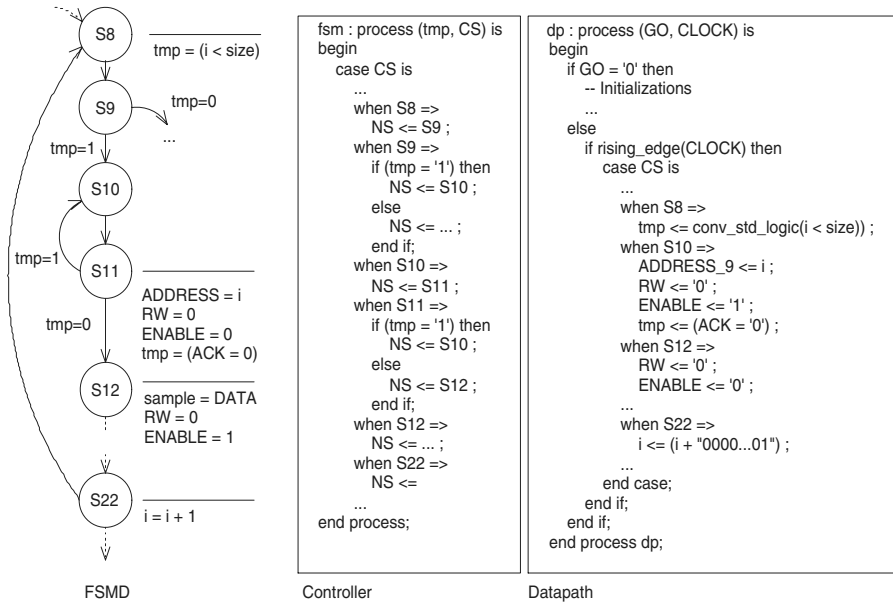 S8
tmp = (i < size)
S9
tmp=0
...
tmp=1
S10
tmp=1
S11
ADDRESS = i
RW = 0
ENABLE = 0
tmp = (ACK = 0)
tmp=0
S12
sample = DATA
RW = 0
ENABLE = 1
S22
i = i + 1
FSMD
fsm : process (tmp, CS) is
begin
case CS is
...
when S8 =>
NS <= S9 ;
when S9 =>
if (tmp = '1') then
NS <= S10 ;
else
NS <= ... ;
end if;
when S10 =>
NS <= S11 ;
when S11 =>
if (tmp = '1') then
NS <= S10 ;
else
NS <= S12 ;
end if;
when S12 =>
NS <= ... ;
when S22 =>
NS <=
...
end process;
Controller
dp : process (GO, CLOCK) is
begin
if GO = '0' then
-- Initializations
...
else
if rising_edge(CLOCK) then
case CS is
...
when S8 =>
tmp <= conv_std_logic(i < size)) ;
when S10 =>
ADDRESS_9 <= i ;
RW <= '0' ;
ENABLE <= '1' ;
tmp <= (ACK = '0') ;
when S12 =>
RW <= '0' ;
ENABLE <= '0' ;
...
when S22 =>
i <= (i + "0000...01") ;
...
end case;
end if;
end if;
end process dp;
Datapath